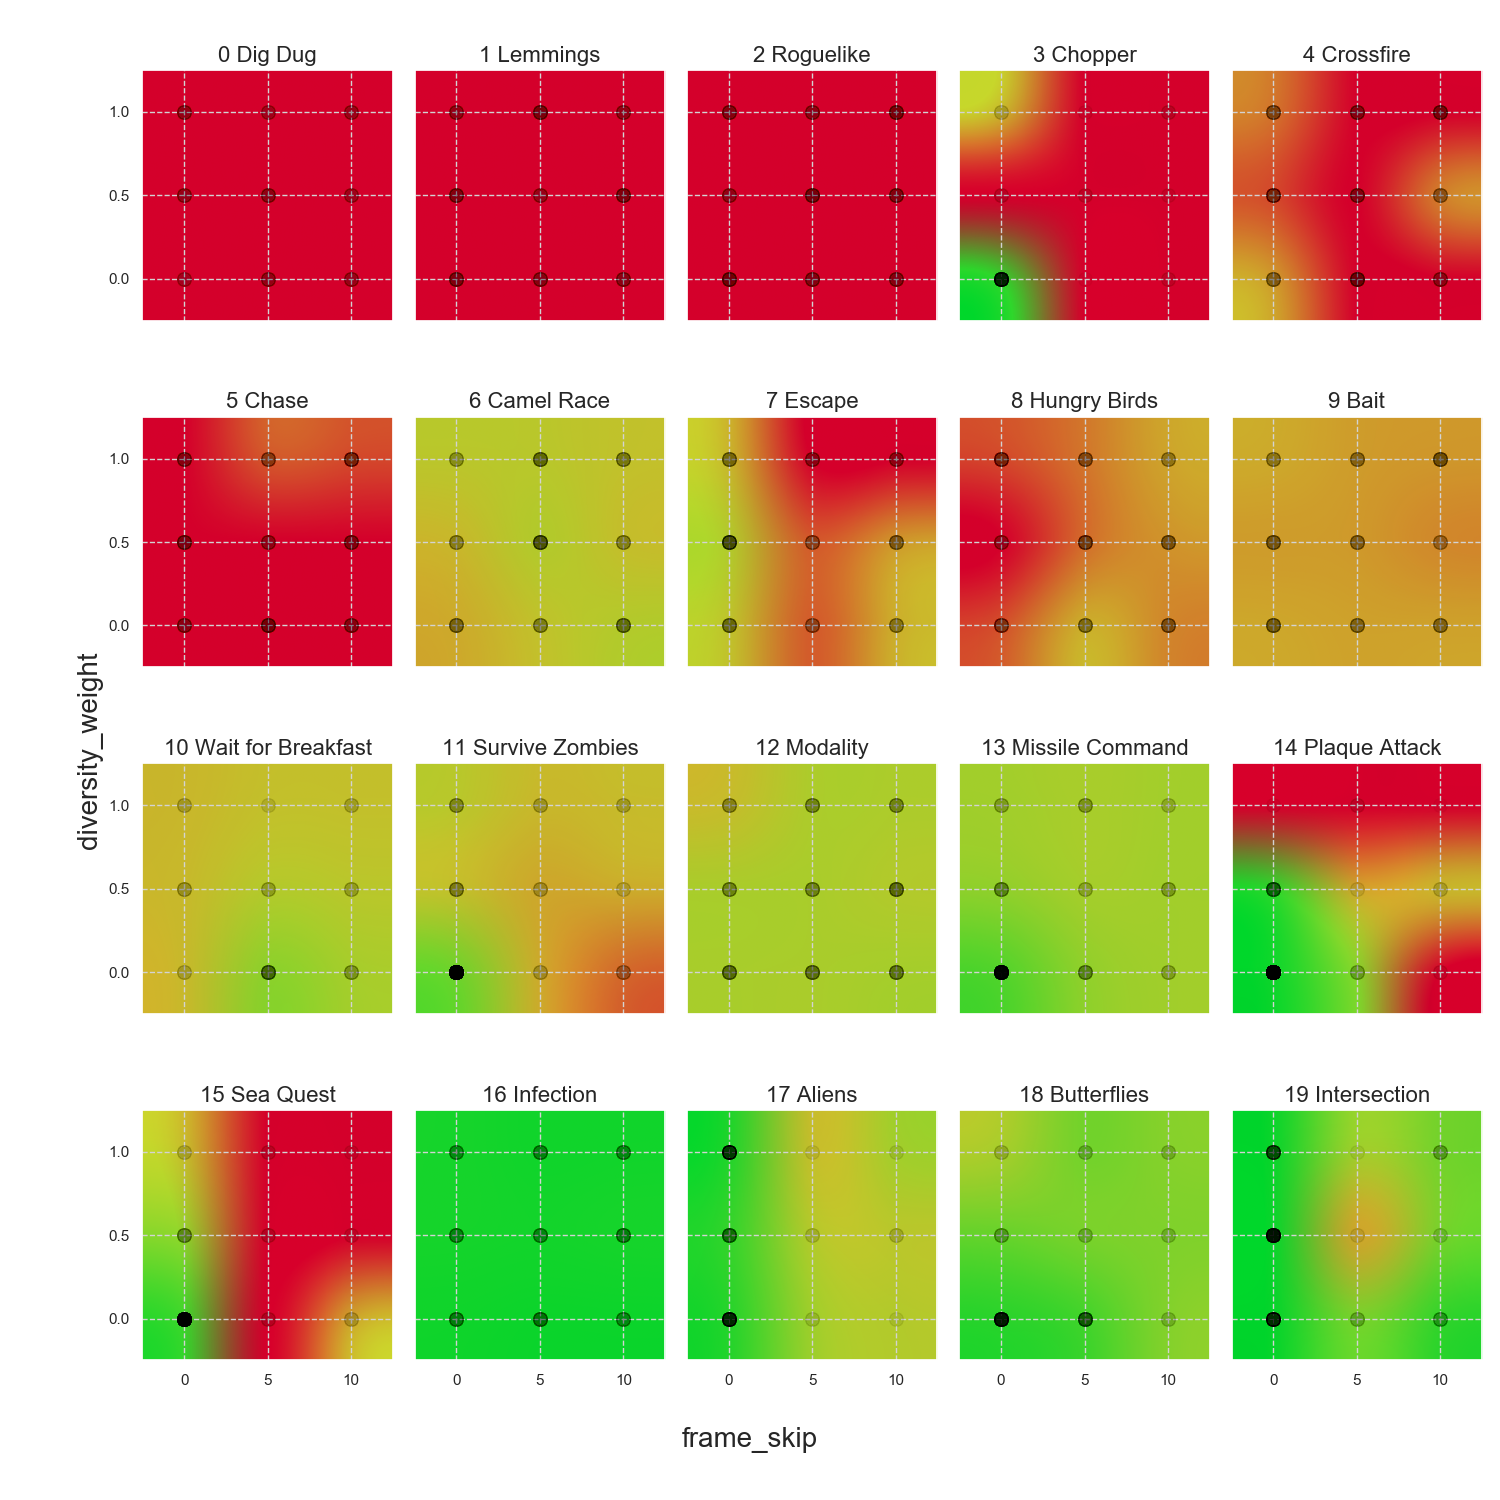 0 Dig Dug
1 Lemmings
2 Roguelike
3 Chopper
4 Crossfire
1.0
0.5
0.0
5 Chase
6 Camel Race
7 Escape
8 Hungry Birds
9 Bait
1.0
0.5
0.0
diversity_weight
10 Wait for Breakfast
11 Survive Zombies
12 Modality
13 Missile Command
14 Plaque Attack
1.0
0.5
0.0
15 Sea Quest
16 Infection
17 Aliens
18 Butterflies
19 Intersection
1.0
0.5
0.0
0 5 10
0 5 10
0 5 10
0 5 10
0 5 10
frame_skip